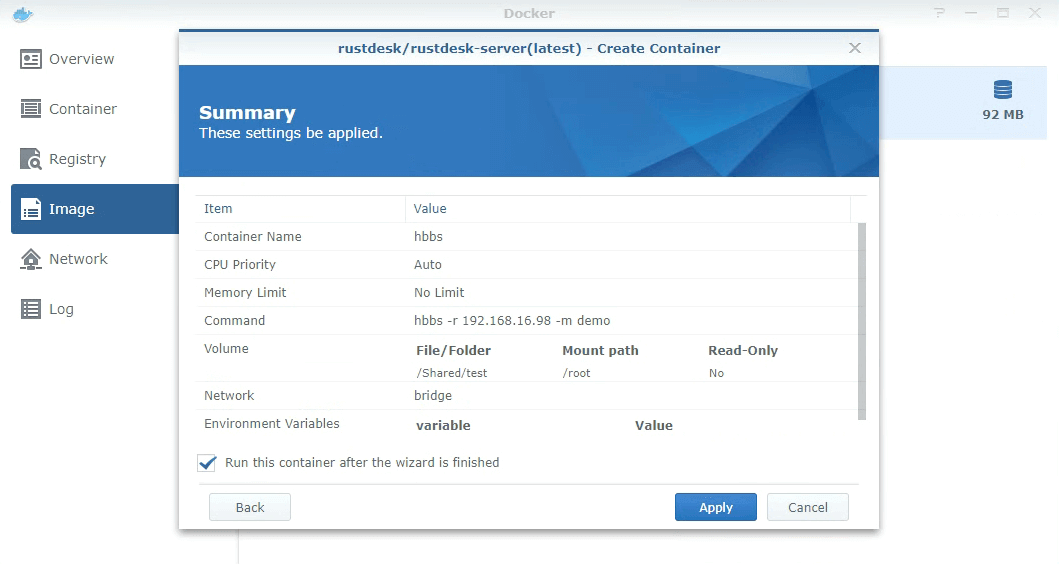 Docker
Overview
Container
Registry
Image
Network
Log
92 MB
rustdesk/rustdesk-server(latest) - Create Container
Summary
These settings be applied.
Item Value
Container Name hbbs
CPU Priority Auto
Memory Limit No Limit
Command hbbs -r 192.168.16.98 -m demo
Volume File/Folder Mount path Read-Only
/Shared/test /root No
Network bridge
Environment Variables variable Value
Run this container after the wizard is finished
Back Apply Cancel